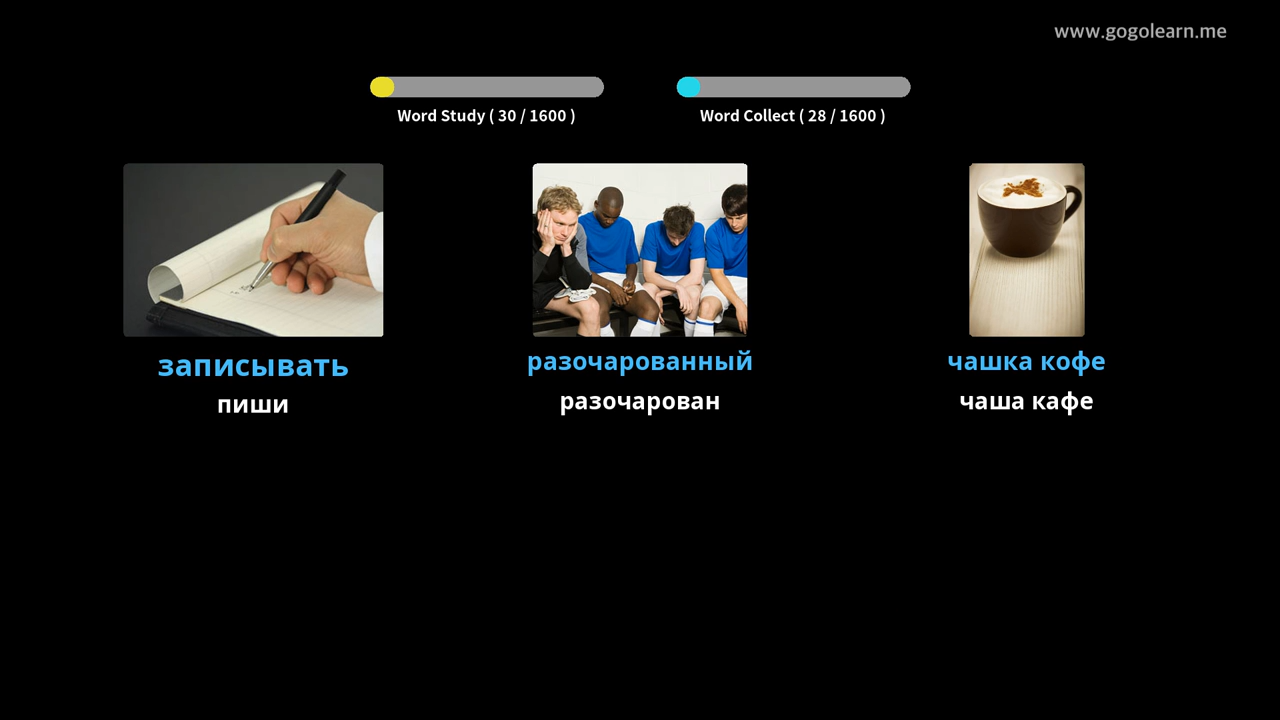 www.gogolearn.me
Word Study ( 30 / 1600 )
Word Collect ( 28 / 1600 )
записывать
пиши
разочарованный
разочарован
чашка кофе
чаша кафе